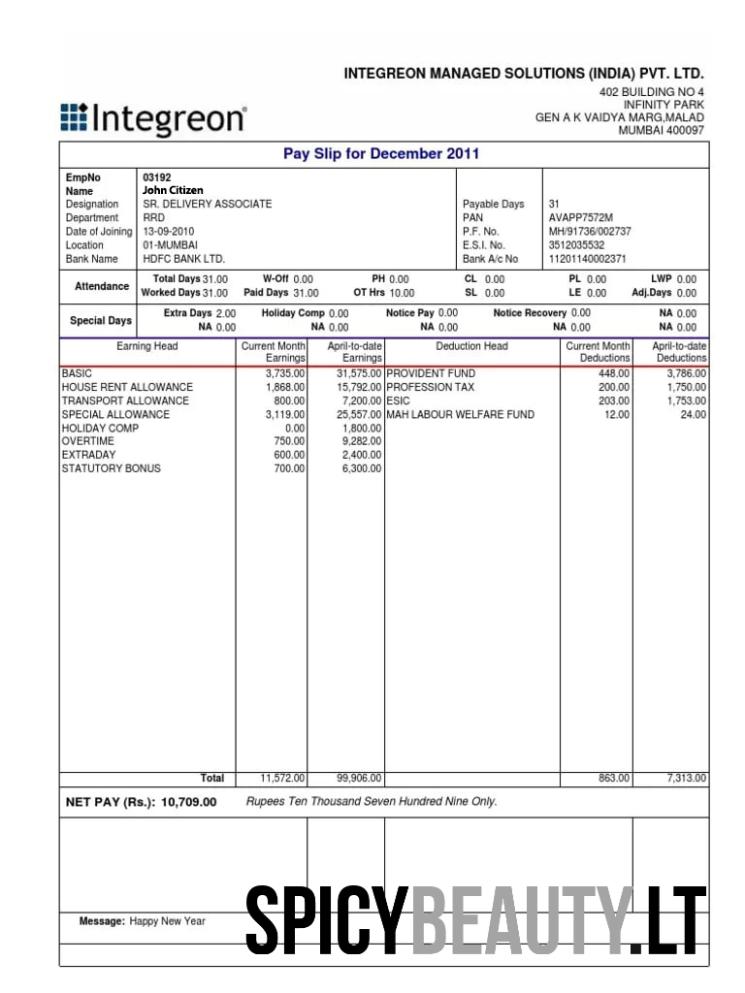 INTEGREON MANAGED SOLUTIONS (INDIA) PVT. LTD.
402 BUILDING NO 4
INFINITY PARK
GEN A K VAIDYA MARG,MALAD
MUMBAI 400097
Integreon
Pay Slip for December 2011
EmpNo 03192
Name John Citizen
Designation SR. DELIVERY ASSOCIATE Payable Days 31
Department RRD PAN AVAPP7572M
Date of Joining 13-09-2010 P.F. No. MH/91736/002737
Location 01-MUMBAI E.S.I. No. 3512035532
Bank Name HDFC BANK LTD. Bank A/c No 11201140002371
Attendance
Total Days 31.00 W-Off 0.00 PH 0.00 CL 0.00 PL 0.00 LWP 0.00
Worked Days 31.00 Paid Days 31.00 OT Hrs 10.00 SL 0.00 LE 0.00 Adj.Days 0.00
Special Days
Extra Days 2.00 Holiday Comp 0.00 Notice Pay 0.00 Notice Recovery 0.00 NA 0.00
NA 0.00 NA 0.00 NA 0.00 NA 0.00 NA 0.00
Earning Head Current Month April-to-date Deduction Head Current Month April-to-date
Earnings Earnings Deductions Deductions
BASIC 3,735.00 31,575.00 PROVIDENT FUND 448.00 3,786.00
HOUSE RENT ALLOWANCE 1,868.00 15,792.00 PROFESSION TAX 200.00 1,750.00
TRANSPORT ALLOWANCE 800.00 7,200.00 ESIC 203.00 1,753.00
SPECIAL ALLOWANCE 3,119.00 25,557.00 MAH LABOUR WELFARE FUND 12.00 24.00
HOLIDAY COMP 0.00 1,800.00
OVERTIME 750.00 9,282.00
EXTRADAY 600.00 2,400.00
STATUTORY BONUS 700.00 6,300.00
Total 11,572.00 99,906.00 863.00 7,313.00
NET PAY (Rs.): 10,709.00 Rupees Ten Thousand Seven Hundred Nine Only.
Message: Happy New Year
SPICYBEAUTY.LT